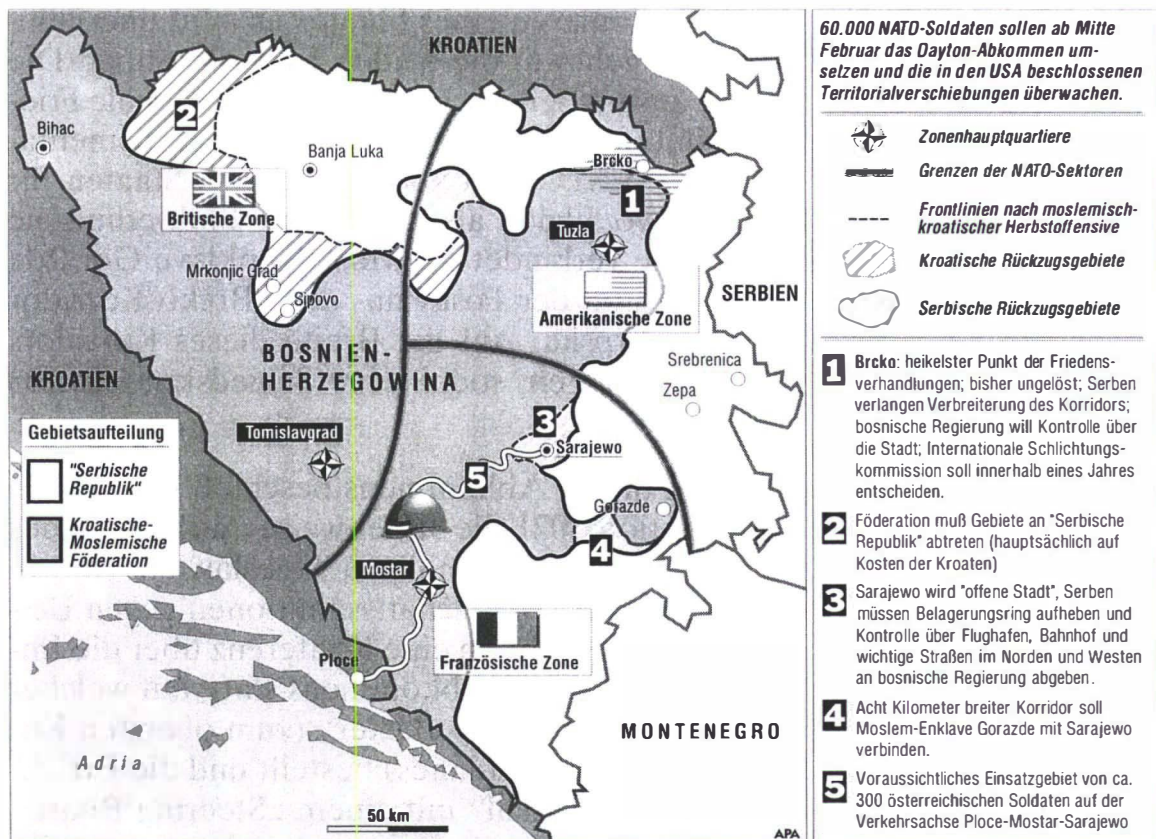 KROATIEN
2
Bihac
Banja Luka
Brcko
1
Britische Zone
Tuzla
Mrkonjic Grad
Sipovo
Amerikanische Zone
SERBIEN
BOSNIEN-
HERZEGOWINA
KROATIEN
Srebrenica
Zepa
3
Gebietsaufteilung
"Serbische
Republik"
Kroatische-
Moslemische
Föderation
Tomislavgrad
Sarajewo
5
Gorazde
4
Mostar
Französische Zone
Ploce
MONTENEGRO
Adria
50 km
APA
60.000 NATO-Soldaten sollen ab Mitte
Februar das Dayton-Abkommen um-
setzen und die in den USA beschlossenen
Territorialverschiebungen überwachen.
Zonenhauptquartiere
Grenzen der NATO-Sektoren
Frontlinien nach moslemisch-
kroatischer Herbstoffensive
Kroatische Rückzugsgebiete
Serbische Rückzugsgebiete
1 Brcko: heikelster Punkt der Friedens-
verhandlungen; bisher ungelöst; Serben
verlangen Verbreiterung des Korridors;
bosnische Regierung will Kontrolle über
die Stadt; Internationale Schlichtungs-
kommission soll innerhalb eines Jahres
entscheiden.
2 Föderation muß Gebiete an "Serbische
Republik" abtreten (hauptsächlich auf
Kosten der Kroaten)
3 Sarajewo wird "offene Stadt", Serben
müssen Belagerungsring aufheben und
Kontrolle über Flughafen, Bahnhof und
wichtige Straßen im Norden und Westen
an bosnische Regierung abgeben.
4 Acht Kilometer breiter Korridor soll
Moslem-Enklave Gorazde mit Sarajewo
verbinden.
5 Voraussichtliches Einsatzgebiet von ca.
300 österreichischen Soldaten auf der
Verkehrsachse Ploce-Mostar-Sarajewo